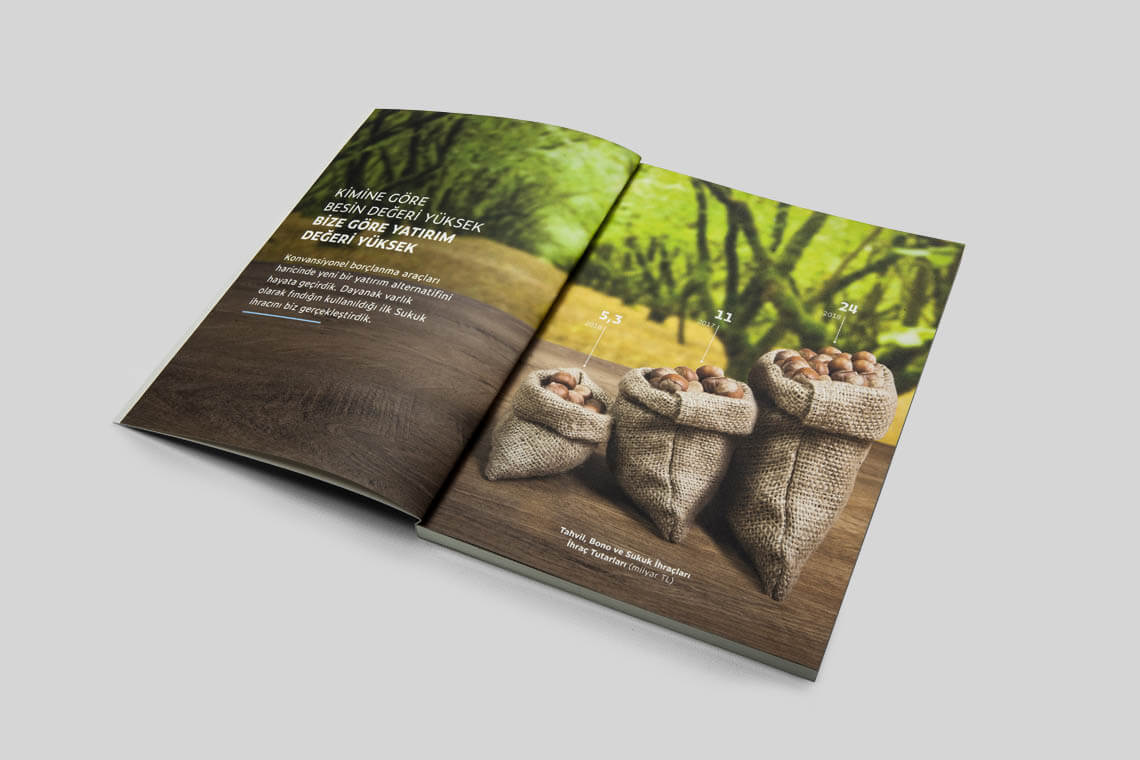 KİMİNE GÖRE
BESİN DEĞERİ YÜKSEK
BİZE GÖRE YATIRIM
DEĞERİ YÜKSEK
Konvansiyonel borçlanma araçları
haricinde yeni bir yatırım alternatifini
hayata geçirdik. Dayanak varlık
olarak fındığın kullanıldığı ilk Sukuk
ihracını biz gerçekleştirdik.
5,3
11
2017
24
2018
Tahvil, Bono ve Sukuk İhraçları
İhraç Tutarları (milyar TL)